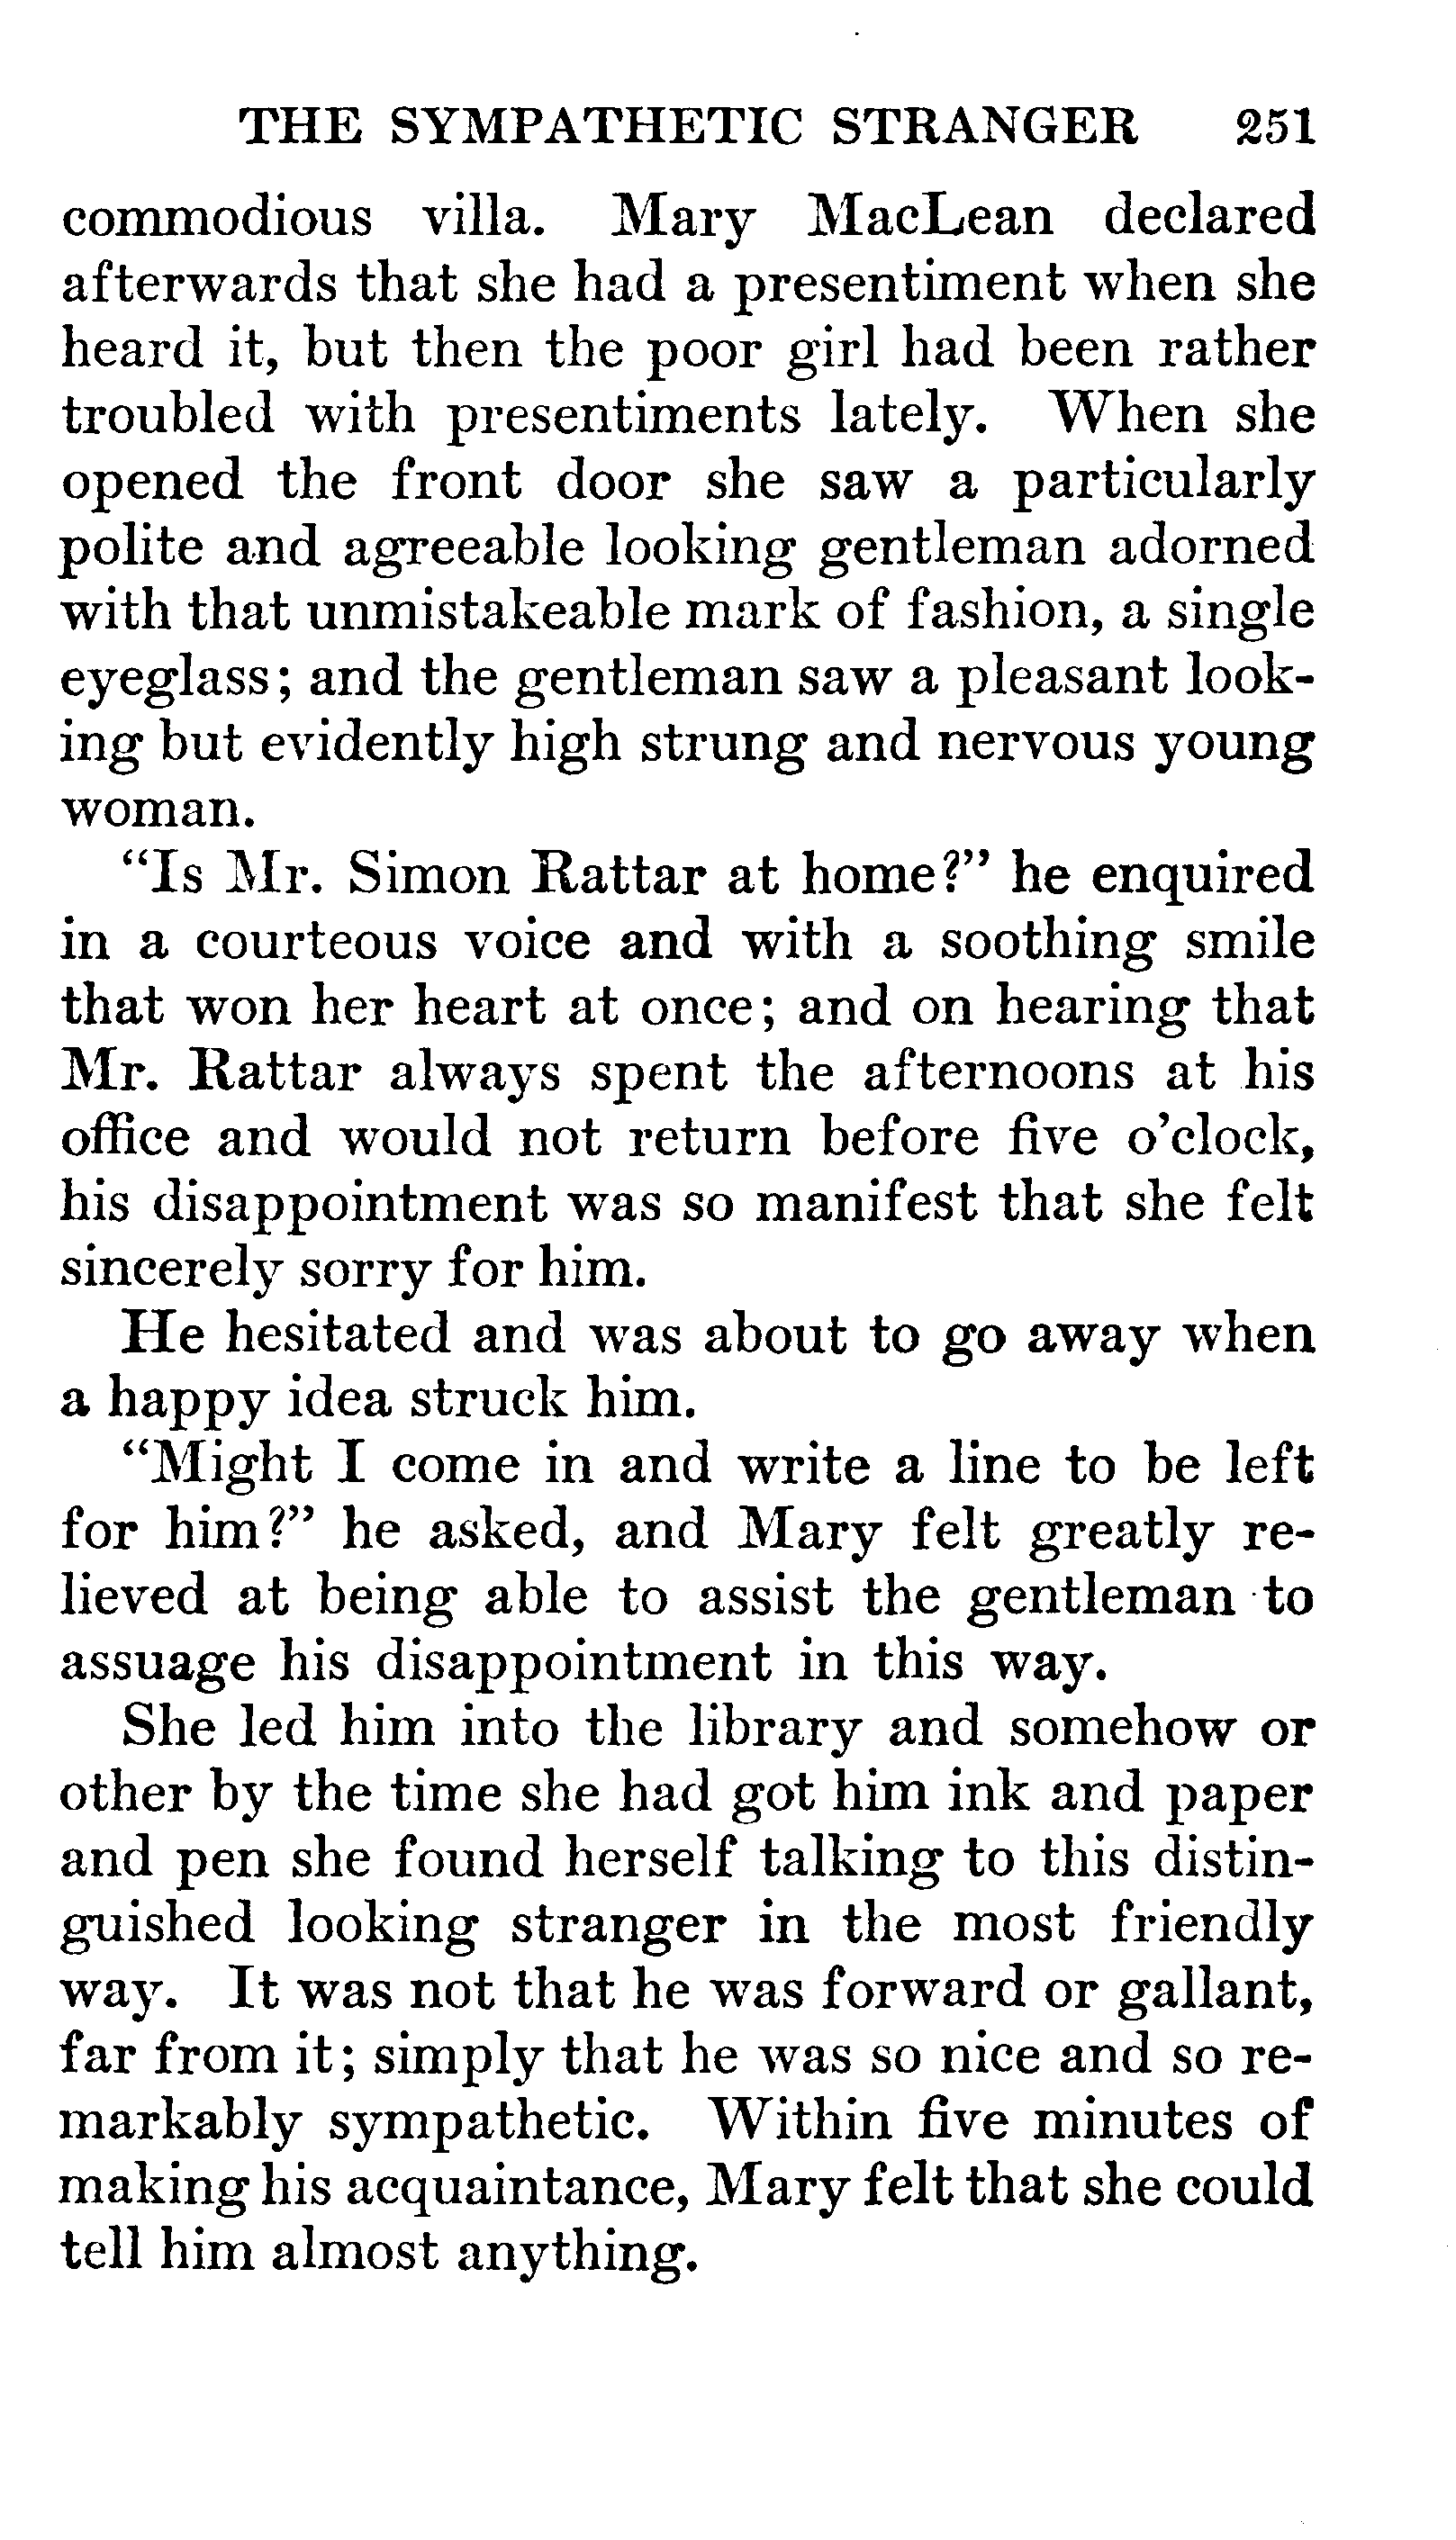 THE SYMPATHETIC STRANGER 251
commodious villa. Mary MacLean declared
afterwards that she had a presentiment when she
heard it, but then the poor girl had been rather
troubled with presentiments lately. When she
opened the front door she saw a particularly
polite and agreeable looking gentleman adorned
with that unmistakeable mark of fashion, a single
eyeglass; and the gentleman saw a pleasant look-
ing but evidently high strung and nervous young
woman.
“Is Mr. Simon Rattar at home?” he enquired
in a courteous voice and with a soothing smile
that won her heart at once; and on hearing that
Mr. Rattar always spent the afternoons at his
office and would not return before five o’clock,
his disappointment was so manifest that she felt
sincerely sorry for him.
He hesitated and was about to go away when
a happy idea struck him.
“Might I come in and write a line to be left
for him?” he asked, and Mary felt greatly re-
lieved at being able to assist the gentleman to
assuage his disappointment in this way.
She led him into the library and somehow or
other by the time she had got him ink and paper
and pen she found herself talking to this distin-
guished looking stranger in the most friendly
way. It was not that he was forward or gallant,
far from it; simply that he was so nice and so re-
markably sympathetic. Within five minutes of
making his acquaintance, Mary felt that she could
tell him almost anything.